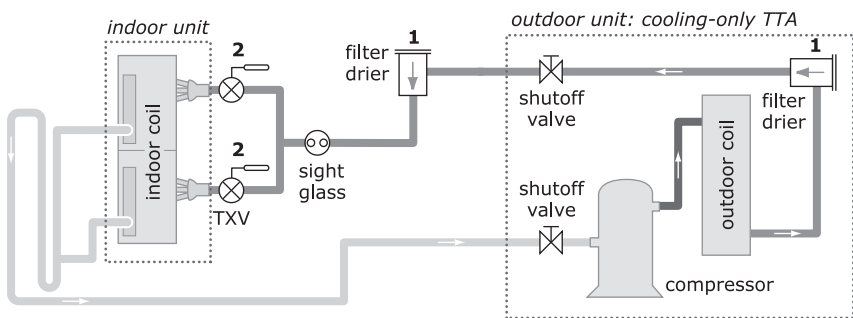 indoor unit
2
indoor coil
2
TXV
sight
glass
1
filter
drier
outdoor unit: cooling-only TTA
shutoff
valve
1
filter
drier
outdoor coil
shutoff
valve
compressor